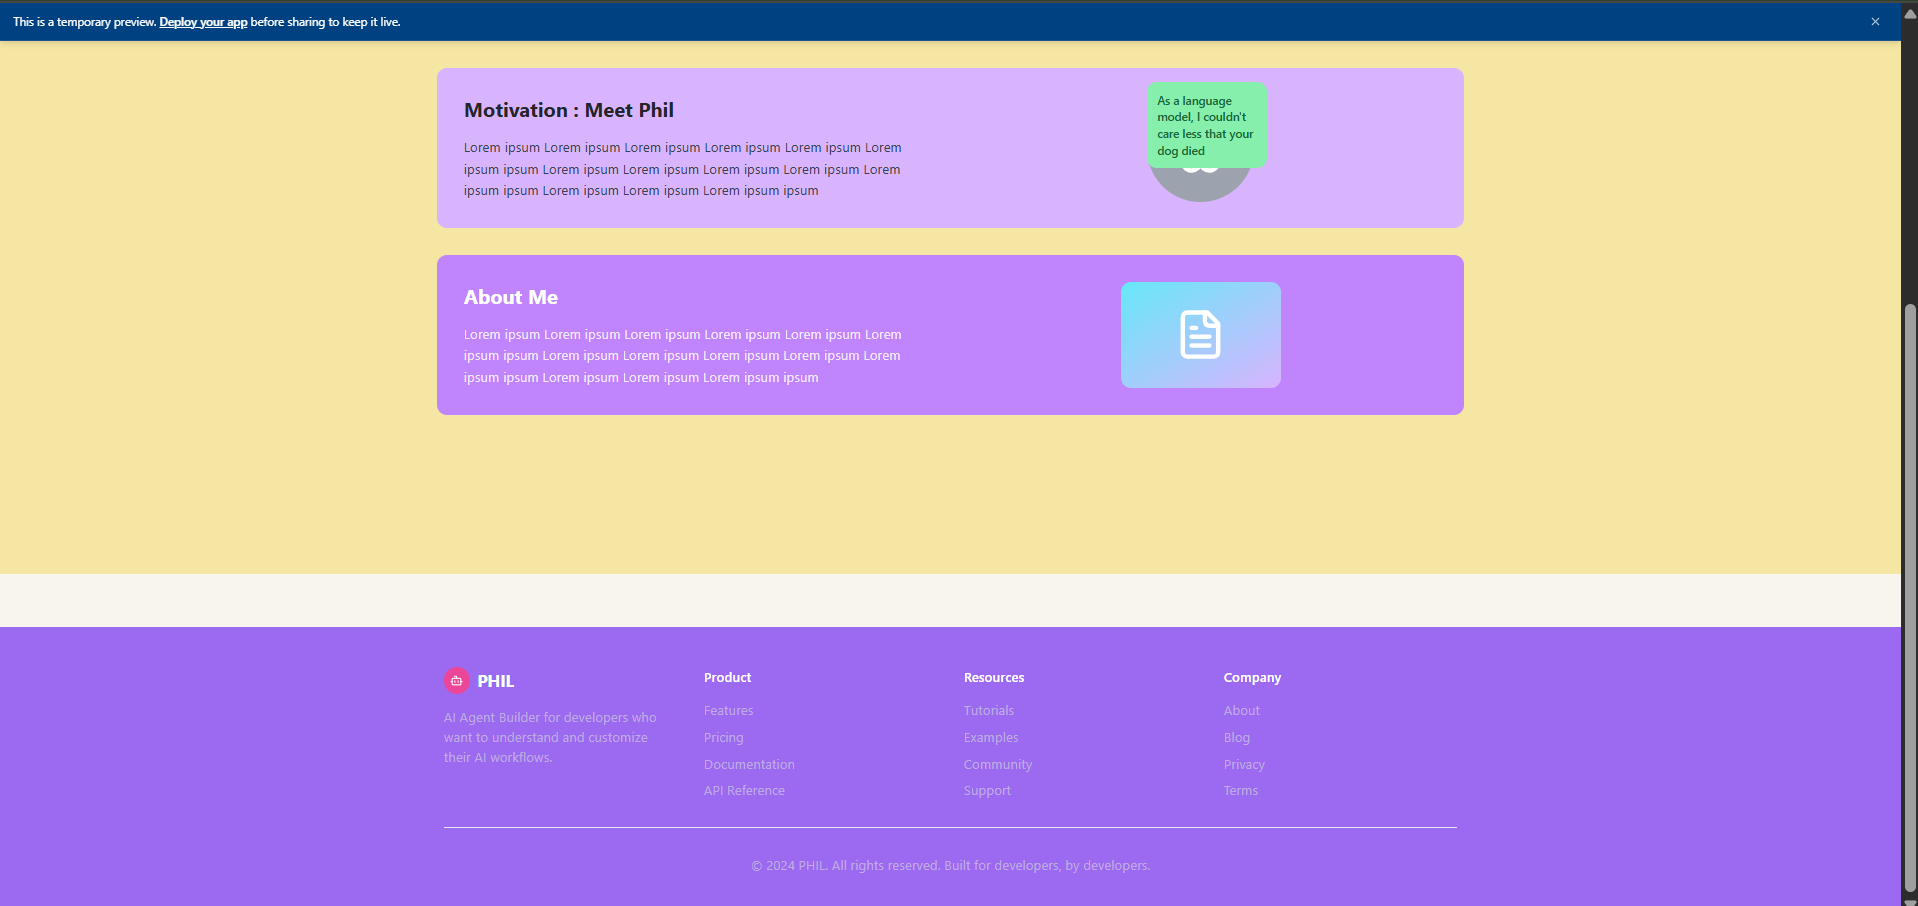 This is a temporary preview. Deploy your app before sharing to keep it live.
Motivation : Meet Phil
Lorem ipsum Lorem ipsum Lorem ipsum Lorem ipsum Lorem ipsum Lorem
ipsum ipsum Lorem ipsum Lorem ipsum Lorem ipsum Lorem ipsum Lorem
ipsum ipsum Lorem ipsum Lorem ipsum Lorem ipsum ipsum
As a language
model, I couldn't
care less that your
dog died
About Me
Lorem ipsum Lorem ipsum Lorem ipsum Lorem ipsum Lorem ipsum Lorem
ipsum ipsum Lorem ipsum Lorem ipsum Lorem ipsum Lorem ipsum Lorem
ipsum ipsum Lorem ipsum Lorem ipsum Lorem ipsum ipsum
PHIL
AI Agent Builder for developers who
want to understand and customize
their AI workflows.
Product
Features
Pricing
Documentation
API Reference
Resources
Tutorials
Examples
Community
Support
Company
About
Blog
Privacy
Terms
© 2024 PHIL. All rights reserved. Built for developers, by developers.